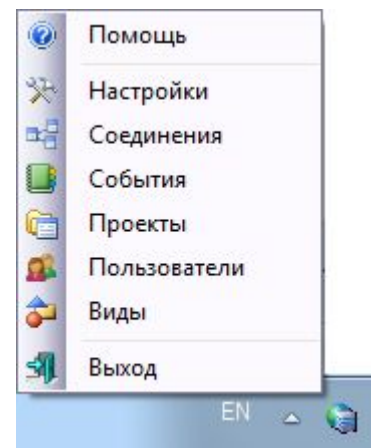 Помощь
Настройки
Соединения
События
Проекты
Пользователи
Виды
Выход
EN